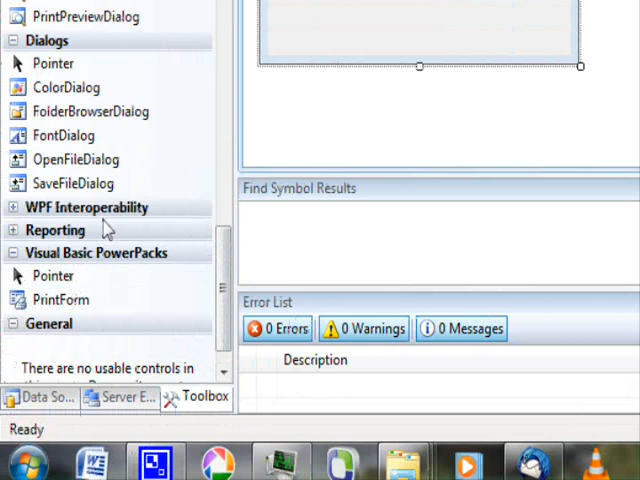 PrintPreviewDialog
Dialogs
Pointer
ColorDialog
FolderBrowserDialog
FontDialog
OpenFileDialog
SaveFileDialog
WPF Interoperability
Reporting
Visual Basic PowerPacks
Pointer
PrintForm
General
There are no usable controls in
Data So...
Server E...
Toolbox
Find Symbol Results
Error List
0 Errors
0 Warnings
0 Messages
Description
Ready